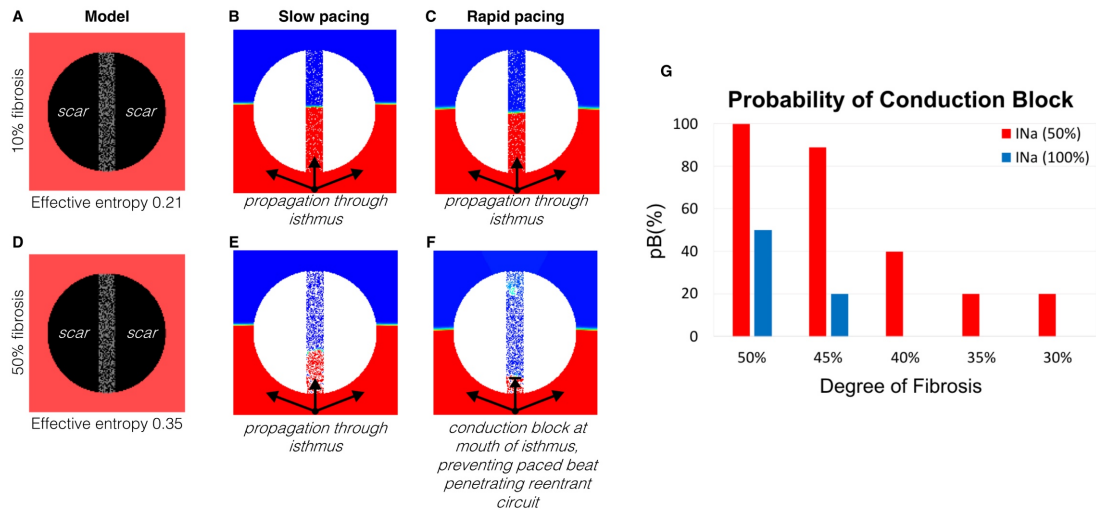 A
Model
B
Slow pacing
C
Rapid pacing
10% fibrosis
scar
scar
Effective entropy 0.21
propagation through
isthmus
propagation through
isthmus
D
E
F
50% fibrosis
scar
scar
Effective entropy 0.35
propagation through
isthmus
conduction block at
mouth of isthmus,
preventing paced beat
penetrating reentrant
circuit
G
Probability of Conduction Block
INa (50%)
INa (100%)
pB(%)
100
80
60
40
20
0
50%
45%
40%
35%
30%
Degree of Fibrosis